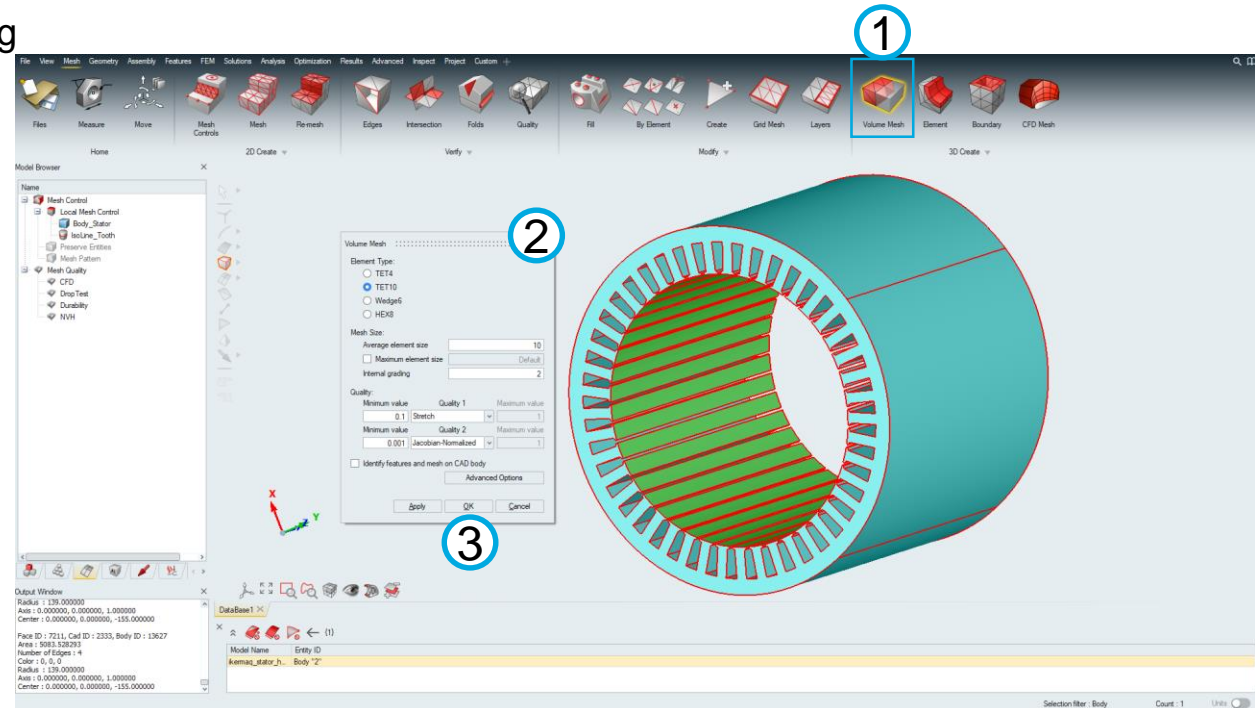 g
1
File View Mesh Geometry Assembly Features FEM Solutions Analysis Optimization Results Advanced Inspect Project Custom +
Files Measure Move Mesh Controls Mesh Re-mesh Edges Intersection Folds Quality Fill By Element Create Grid Mesh Layers Volume Mesh Element Boundary CFD Mesh
Home 2D Create Verify Modify 3D Create
Model Browser
Name
Mesh Control
Local Mesh Control
Body_Stator
IsoLine_Tooth
Preserve Entities
Mesh Pattern
Mesh Quality
CFD
DropTest
Durability
NVH
2
Volume Mesh
Element Type:
TET4
TET10
Wedge6
HEX8
Mesh Size:
Average element size 10
Maximum element size Default
Internal grading 2
Quality:
Minimum value Quality 1 Maximum value
0.1 Stretch 1
Minimum value Quality 2 Maximum value
0.001 Jacobian-Normalized 1
Identify features and mesh on CAD body
Advanced Options
Apply OK Cancel
3
X
Y
Output Window
Radius : 139.000000
Axis : 0.000000, 0.000000, 1.000000
Center : 0.000000, 0.000000, -155.000000
Face ID : 7211, Cad ID : 2333, Body ID : 13627
Area : 5083.528293
Number of Edges : 4
Color : 0, 0, 0
Radius : 139.000000
Axis : 0.000000, 0.000000, 1.000000
Center : 0.000000, 0.000000, -155.000000
DataBase1
(1)
Model Name Entity ID
ikermaq_stator_h... Body "2"
Selection filter : Body Count : 1 Units